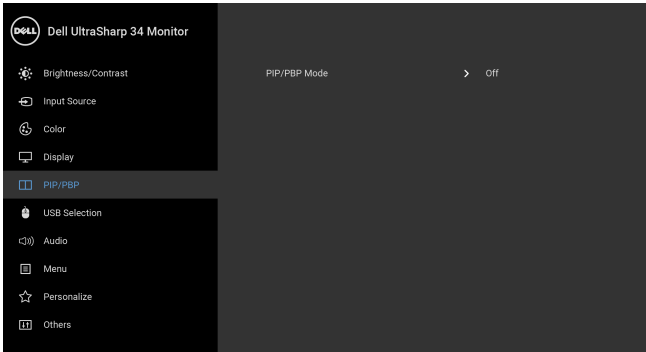 DELL Dell UltraSharp 34 Monitor
Brightness/Contrast
PIP/PBP Mode Off
Input Source
Color
Display
PIP/PBP
USB Selection
Audio
Menu
Personalize
Others